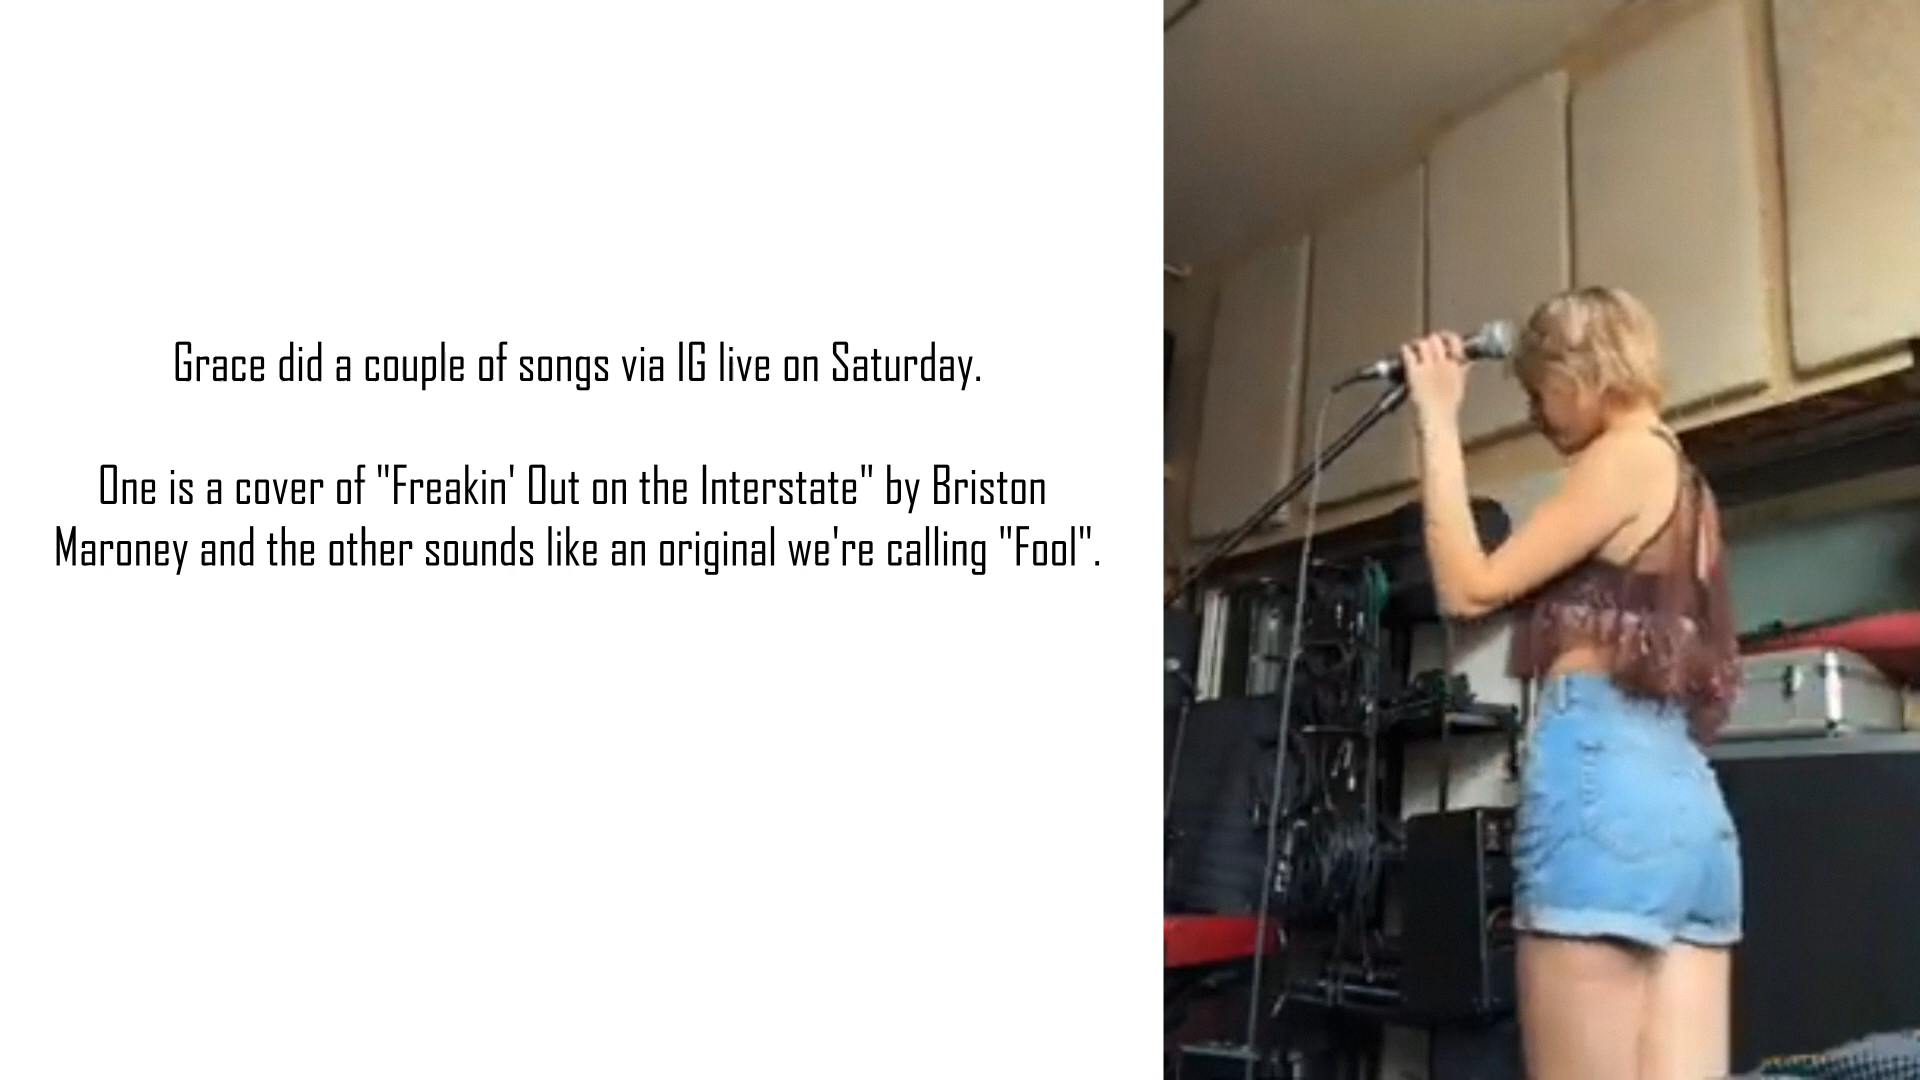 Grace did a couple of songs via IG live on Saturday.
One is a cover of "Freakin' Out on the Interstate" by Briston
Maroney and the other sounds like an original we're calling "Fool".